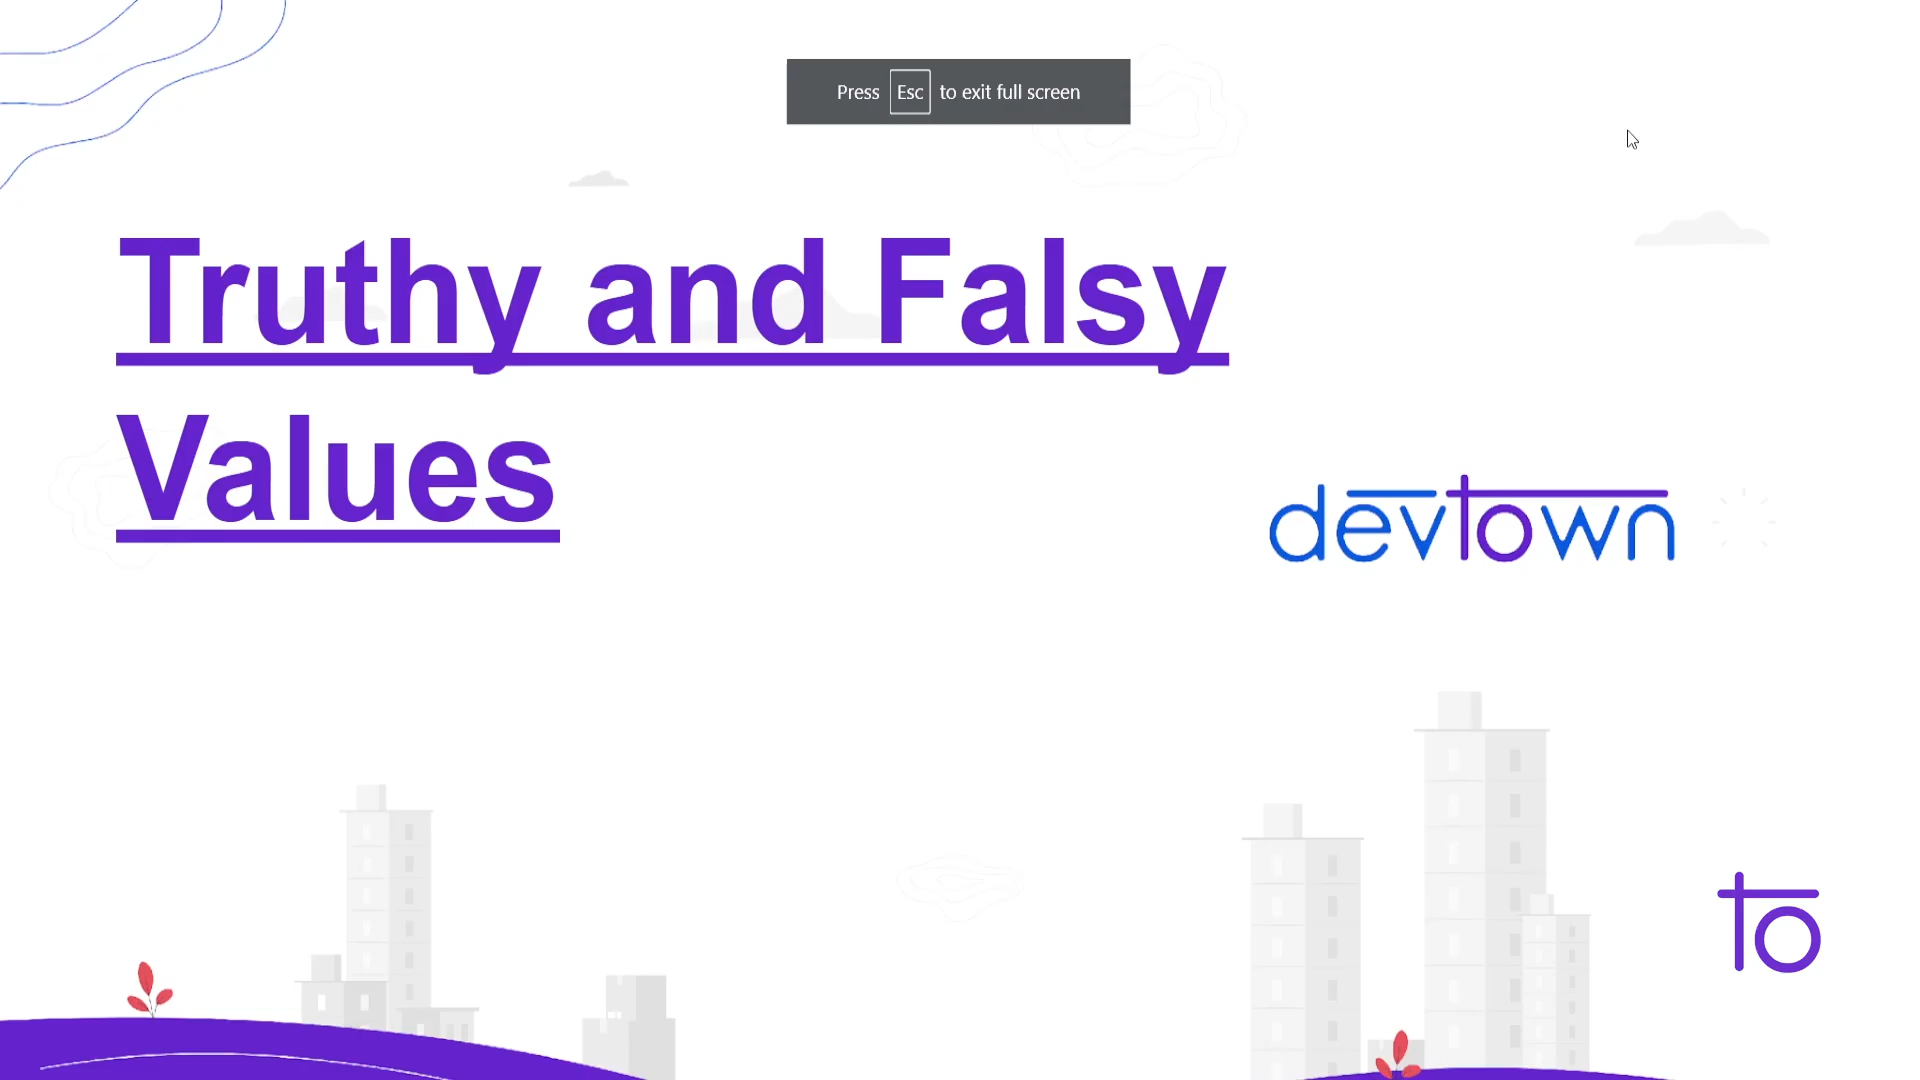 Press Esc to exit full screen
Truthy and Falsy
Values
devtown
to